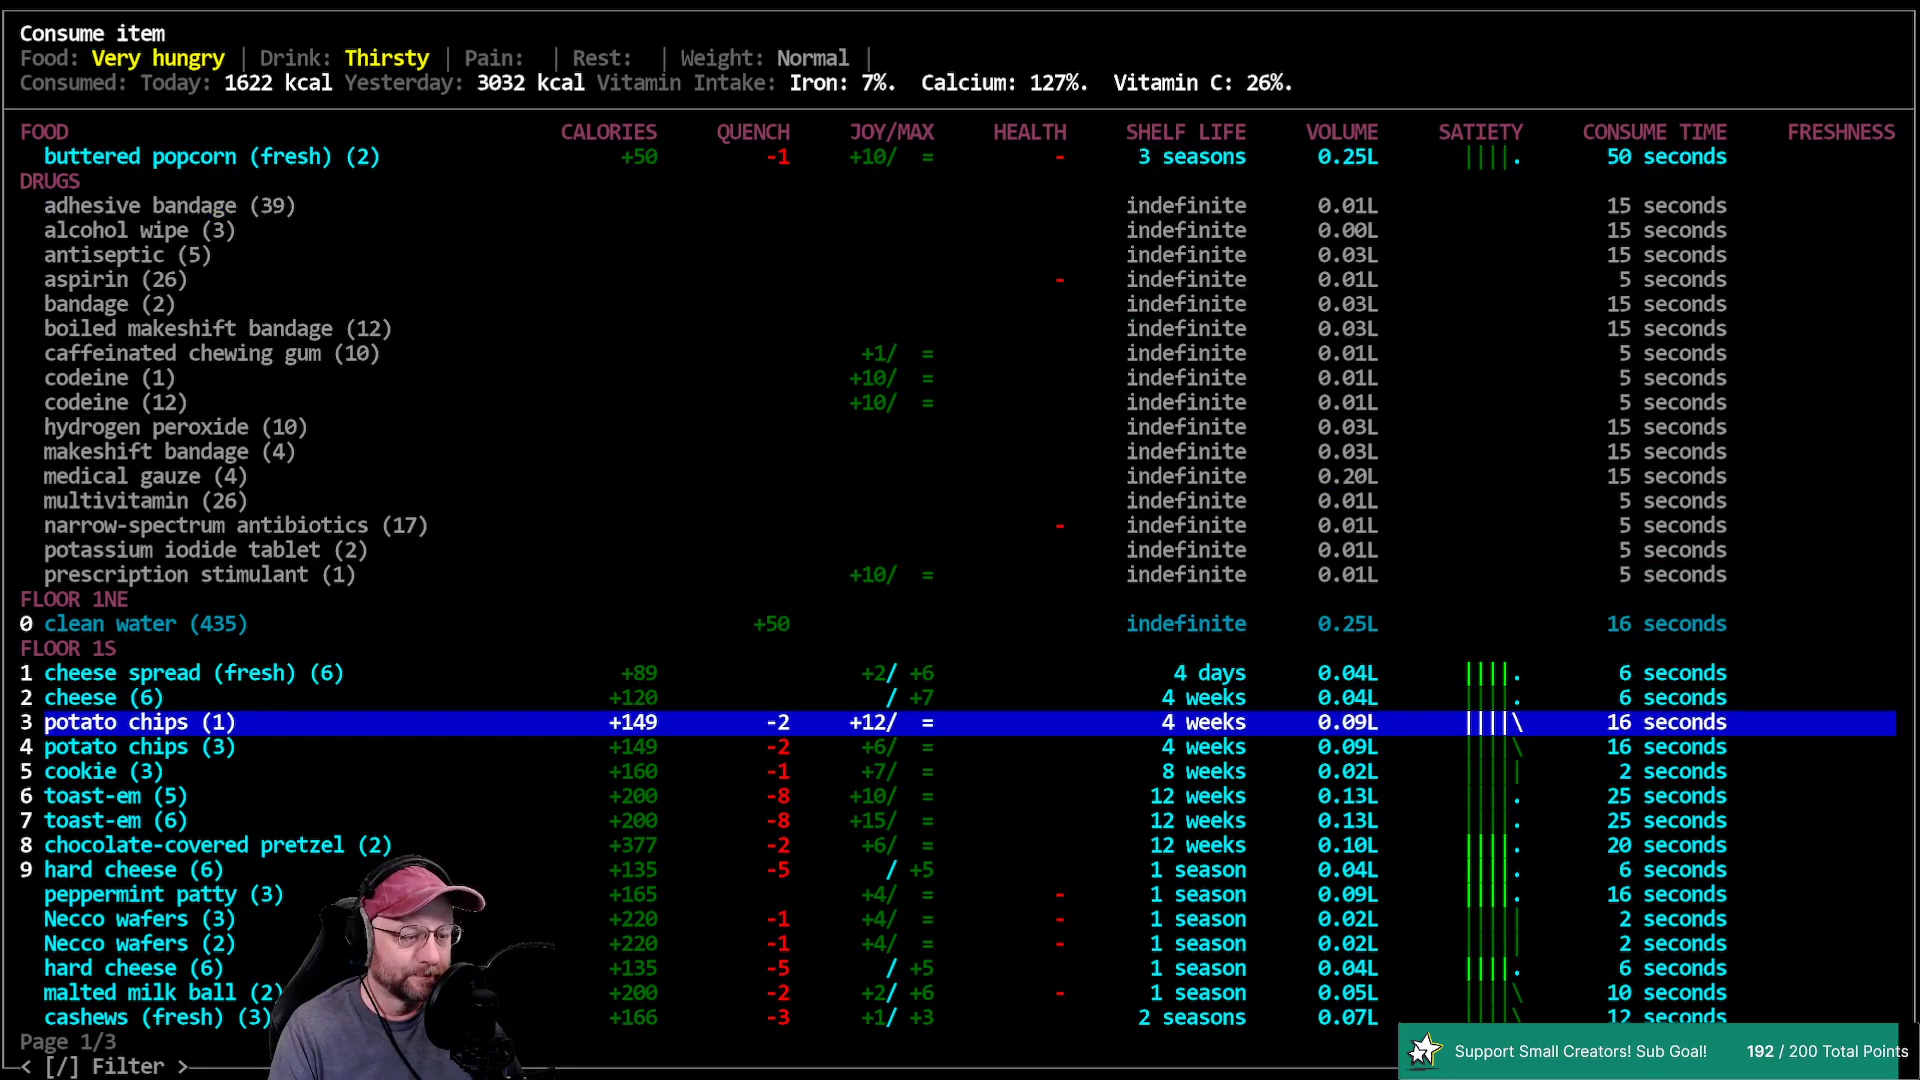 Consume item
Food: Very hungry | Drink: Thirsty | Pain: | Rest: | Weight: Normal |
Consumed: Today: 1622 kcal Yesterday: 3032 kcal Vitamin Intake: Iron: 7%. Calcium: 127%. Vitamin C: 26%.
FOOD CALORIES QUENCH JOY/MAX HEALTH SHELF LIFE VOLUME SATIETY CONSUME TIME FRESHNESS
buttered popcorn (fresh) (2) +50 -1 +10/ = - 3 seasons 0.25L ||||. 50 seconds
DRUGS
adhesive bandage (39) indefinite 0.01L 15 seconds
alcohol wipe (3) indefinite 0.00L 15 seconds
antiseptic (5) indefinite 0.03L 15 seconds
aspirin (26) - indefinite 0.01L 5 seconds
bandage (2) indefinite 0.03L 15 seconds
boiled makeshift bandage (12) indefinite 0.03L 15 seconds
caffeinated chewing gum (10) +1/ = indefinite 0.01L 5 seconds
codeine (1) +10/ = indefinite 0.01L 5 seconds
codeine (12) +10/ = indefinite 0.01L 5 seconds
hydrogen peroxide (10) indefinite 0.03L 15 seconds
makeshift bandage (4) indefinite 0.03L 15 seconds
medical gauze (4) indefinite 0.20L 15 seconds
multivitamin (26) indefinite 0.01L 5 seconds
narrow-spectrum antibiotics (17) - indefinite 0.01L 5 seconds
potassium iodide tablet (2) indefinite 0.01L 5 seconds
prescription stimulant (1) +10/ = indefinite 0.01L 5 seconds
FLOOR 1NE
0 clean water (435) +50 indefinite 0.25L 16 seconds
FLOOR 1S
1 cheese spread (fresh) (6) +89 +2/ +6 4 days 0.04L ||||. 6 seconds
2 cheese (6) +120 / +7 4 weeks 0.04L ||||. 6 seconds
3 potato chips (1) +149 -2 +12/ = 4 weeks 0.09L ||||\ 16 seconds
4 potato chips (3) +149 -2 +6/ = 4 weeks 0.09L ||||\ 16 seconds
5 cookie (3) +160 -1 +7/ = 8 weeks 0.02L ||||| 2 seconds
6 toast-em (5) +200 -8 +10/ = 12 weeks 0.13L ||||. 25 seconds
7 toast-em (6) +200 -8 +15/ = 12 weeks 0.13L ||||. 25 seconds
8 chocolate-covered pretzel (2) +377 -2 +6/ = 12 weeks 0.10L ||||. 20 seconds
9 hard cheese (6) +135 -5 / +5 1 season 0.04L ||||. 6 seconds
peppermint patty (3) +165 +4/ = - 1 season 0.09L ||||. 16 seconds
Necco wafers (3) +220 -1 +4/ = - 1 season 0.02L ||||| 2 seconds
Necco wafers (2) +220 -1 +4/ = - 1 season 0.02L ||||| 2 seconds
hard cheese (6) +135 -5 / +5 1 season 0.04L ||||. 6 seconds
malted milk ball (2) +200 -2 +2/ +6 - 1 season 0.05L ||||\ 10 seconds
cashews (fresh) (3) +166 -3 +1/ +3 2 seasons 0.07L ||||\ 12 seconds
Page 1/3
< [/] Filter >
Support Small Creators! Sub Goal! 192 / 200 Total Points